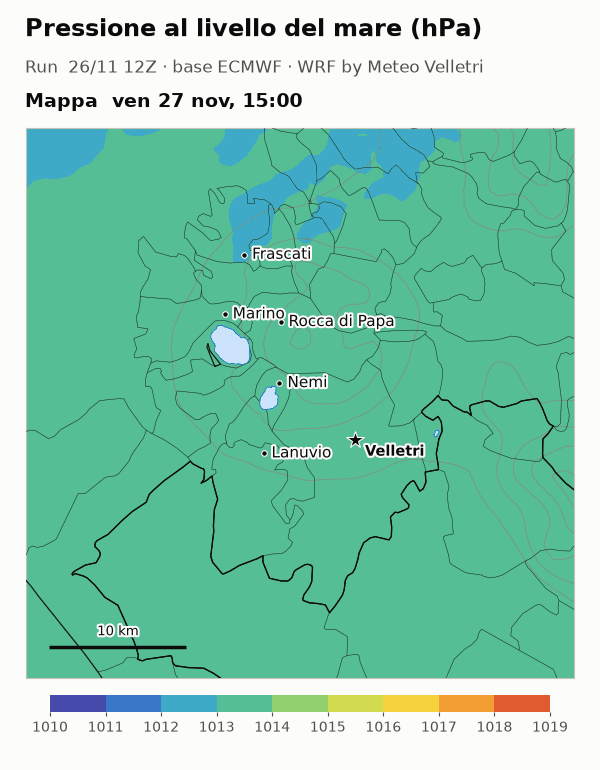 Pressione al livello del mare (hPa)
Run  26/11 12Z · base ECMWF · WRF by Meteo Velletri
Mappa  ven 27 nov, 15:00
Frascati
Marino
Rocca di Papa
Nemi
Velletri
Lanuvio
10 km
1010 1011 1012 1013 1014 1015 1016 1017 1018 1019